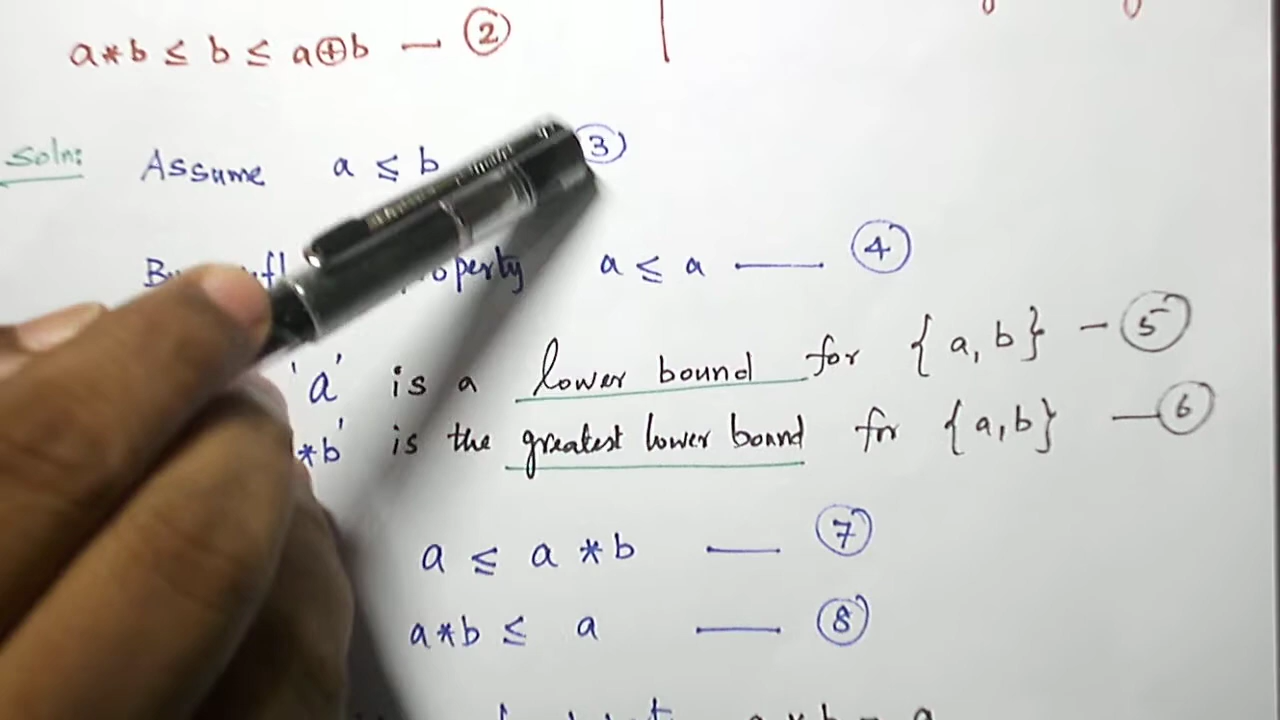 a*b ≤ b ≤ a⊕b — ②
Soln: Assume a ≤ b ③
a ≤ a — ④
'a' is a lower bound for {a, b} — ⑤
*b' is the greatest lower bound for {a, b} — ⑥
a ≤ a * b — ⑦
a*b ≤ a — ⑧